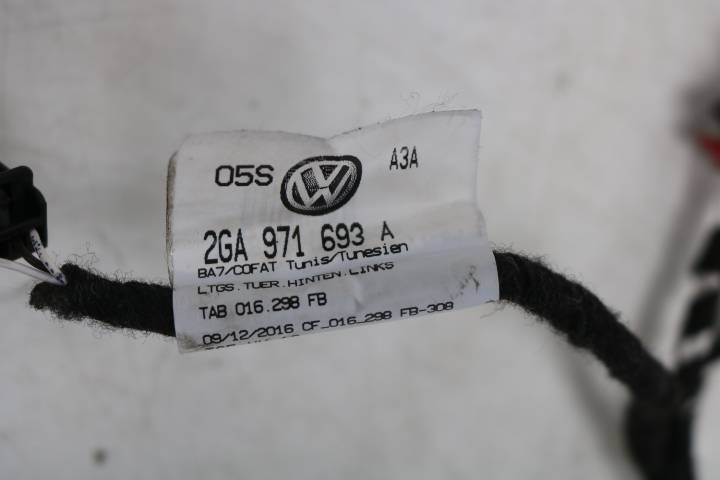 05S VW A3A
2GA 971 693 A
BA7/COFAT Tunis/Tunesien
LTGS.TUER.HINTEN.LINKS
TAB 016.298 FB
09/12/2016 CF_016_298 FB-308